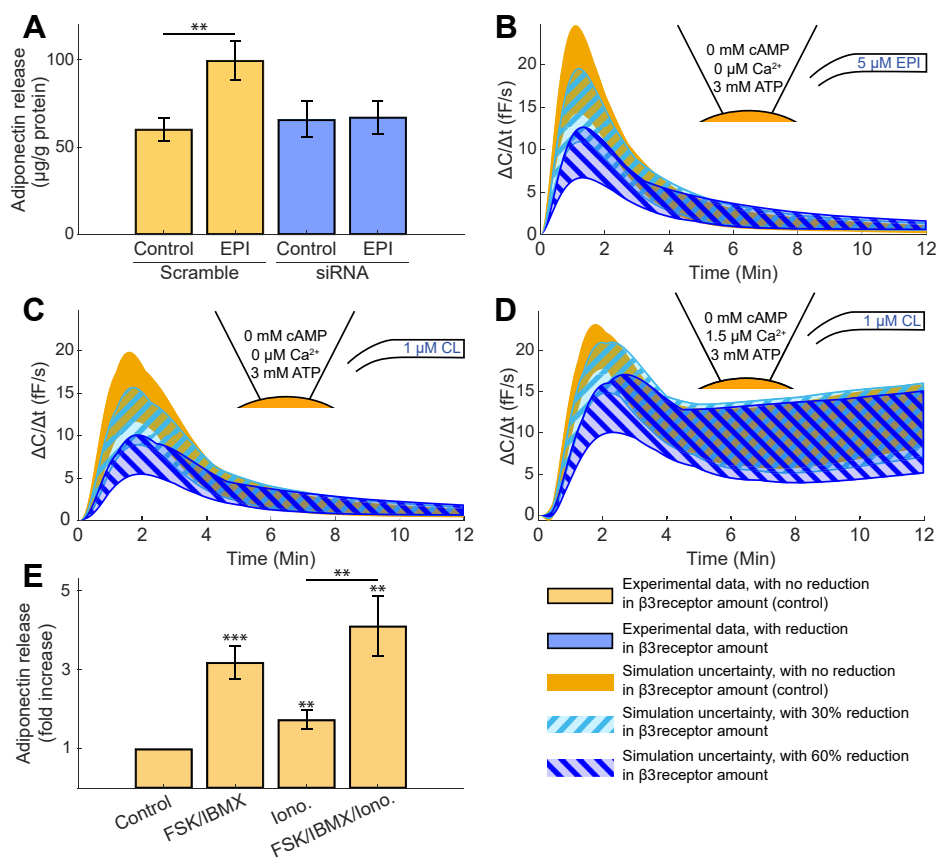 A
Adiponectin release
(µg/g protein)
100
50
0
**
Control
EPI
Control
EPI
Scramble
siRNA
B
ΔC/Δt (fF/s)
20
15
10
5
0
0 mM cAMP
0 µM Ca²⁺
3 mM ATP
5 µM EPI
0
2
4
6
8
10
12
Time (Min)
C
ΔC/Δt (fF/s)
20
15
10
5
0
0 mM cAMP
0 µM Ca²⁺
3 mM ATP
1 µM CL
0
2
4
6
8
10
12
Time (Min)
D
ΔC/Δt (fF/s)
20
15
10
5
0
0 mM cAMP
1.5 µM Ca²⁺
3 mM ATP
1 µM CL
0
2
4
6
8
10
12
Time (Min)
E
Adiponectin release
(fold increase)
5
3
1
***
**
**
**
Control
FSK/IBMX
Iono.
FSK/IBMX/Iono.
Experimental data, with no reduction
in β3receptor amount (control)
Experimental data, with reduction
in β3receptor amount
Simulation uncertainty, with no reduction
in β3receptor amount (control)
Simulation uncertainty, with 30% reduction
in β3receptor amount
Simulation uncertainty, with 60% reduction
in β3receptor amount